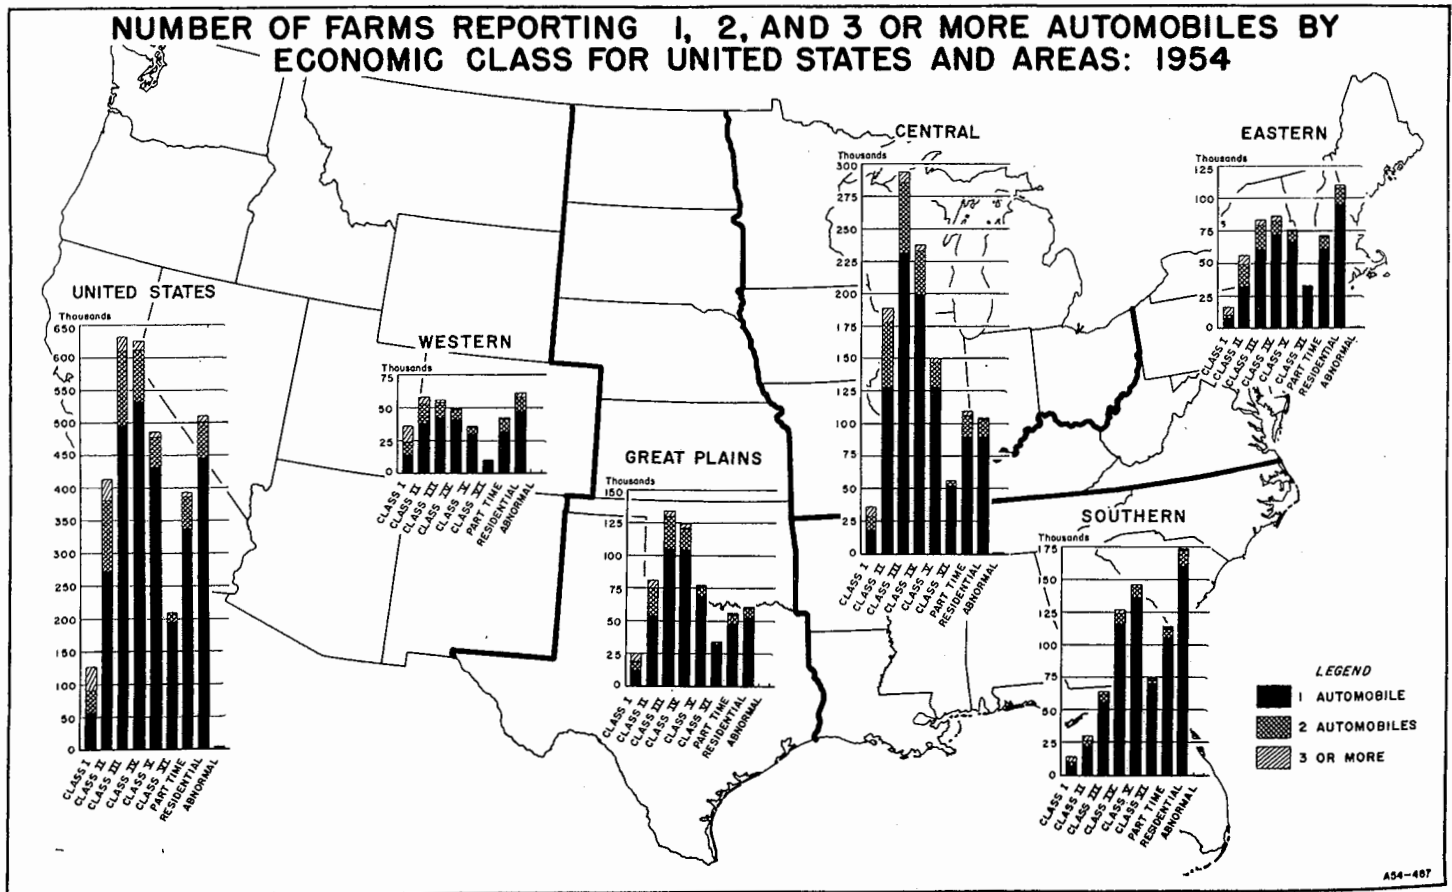 NUMBER OF FARMS REPORTING 1, 2, AND 3 OR MORE AUTOMOBILES BY
ECONOMIC CLASS FOR UNITED STATES AND AREAS: 1954
UNITED STATES
Thousands
650
600
550
500
450
400
350
300
250
200
150
100
50
0
CLASS I
CLASS II
CLASS III
CLASS IV
CLASS V
CLASS VI
PART TIME
RESIDENTIAL
ABNORMAL
WESTERN
Thousands
75
50
25
0
CLASS I
CLASS II
CLASS III
CLASS IV
CLASS V
CLASS VI
PART TIME
RESIDENTIAL
ABNORMAL
GREAT PLAINS
Thousands
150
125
100
75
50
25
0
CLASS I
CLASS II
CLASS III
CLASS IV
CLASS V
CLASS VI
PART TIME
RESIDENTIAL
ABNORMAL
CENTRAL
Thousands
300
275
250
225
200
175
150
125
100
75
50
25
0
CLASS I
CLASS II
CLASS III
CLASS IV
CLASS V
CLASS VI
PART TIME
RESIDENTIAL
ABNORMAL
EASTERN
Thousands
125
100
75
50
25
0
CLASS I
CLASS II
CLASS III
CLASS IV
CLASS V
CLASS VI
PART TIME
RESIDENTIAL
ABNORMAL
SOUTHERN
Thousands
175
150
125
100
75
50
25
0
CLASS I
CLASS II
CLASS III
CLASS IV
CLASS V
CLASS VI
PART TIME
RESIDENTIAL
ABNORMAL
LEGEND
1 AUTOMOBILE
2 AUTOMOBILES
3 OR MORE
A54-487